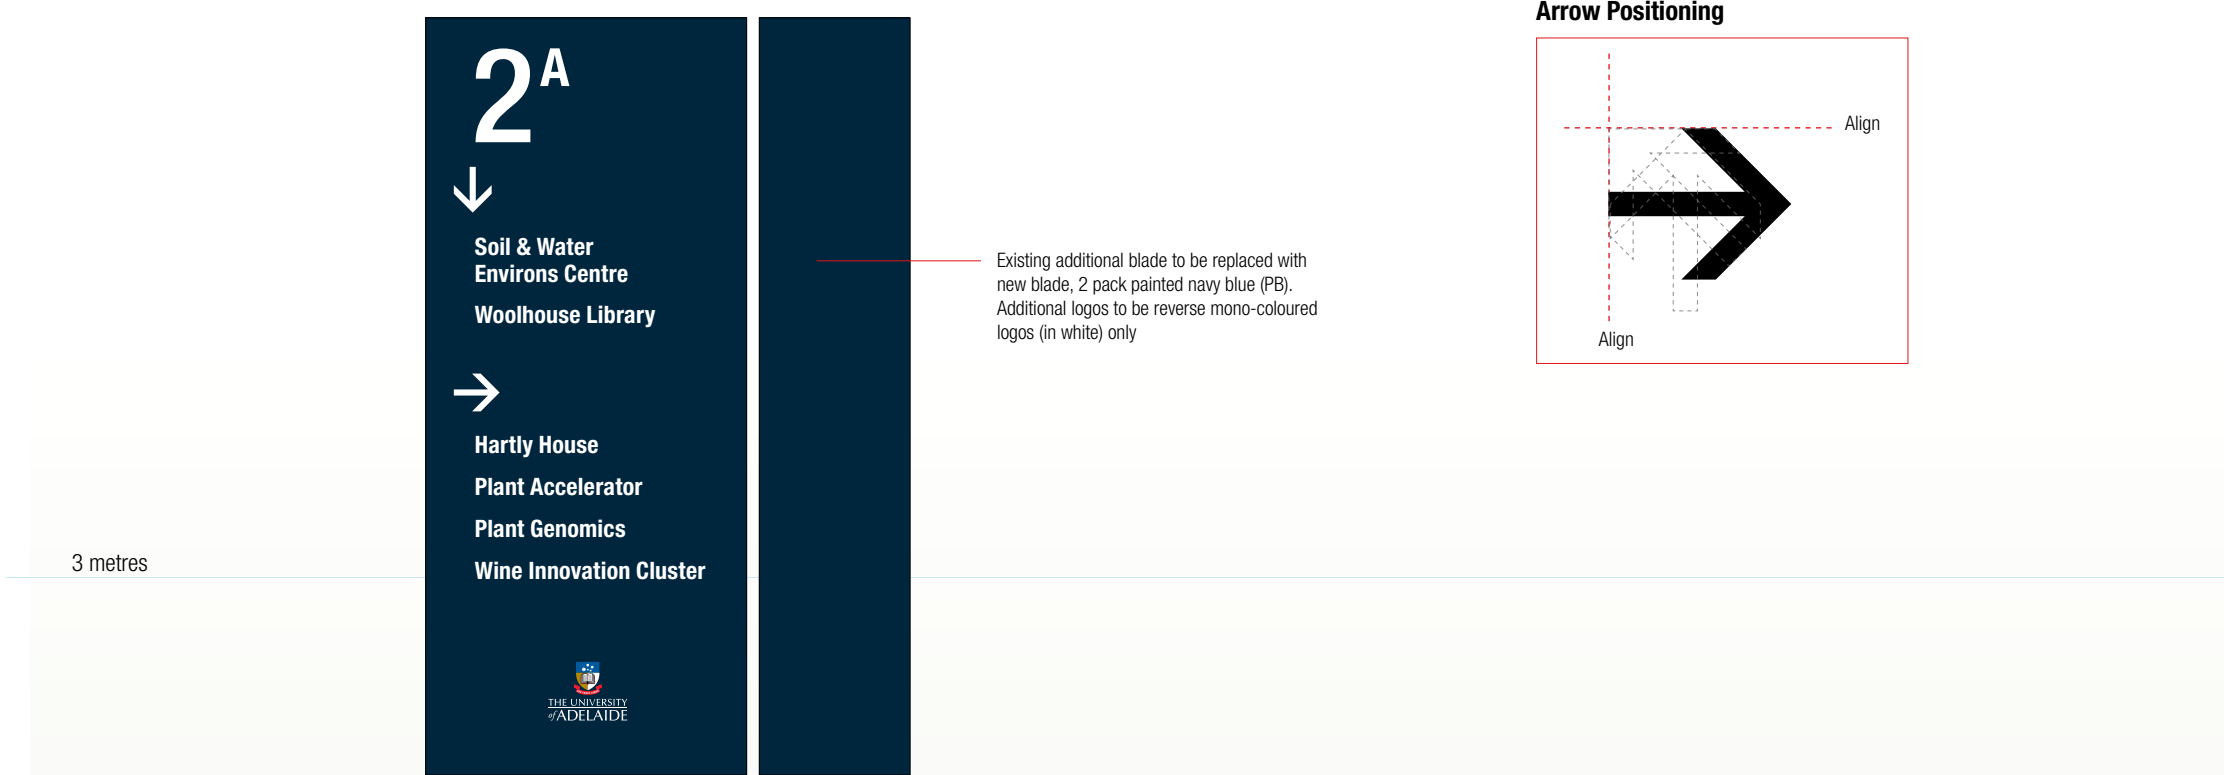 Arrow Positioning
2A
Soil & Water
Environs Centre
Woolhouse Library
Hartly House
Plant Accelerator
Plant Genomics
Wine Innovation Cluster
THE UNIVERSITY
of ADELAIDE
3 metres
Existing additional blade to be replaced with
new blade, 2 pack painted navy blue (PB).
Additional logos to be reverse mono-coloured
logos (in white) only
Align
Align